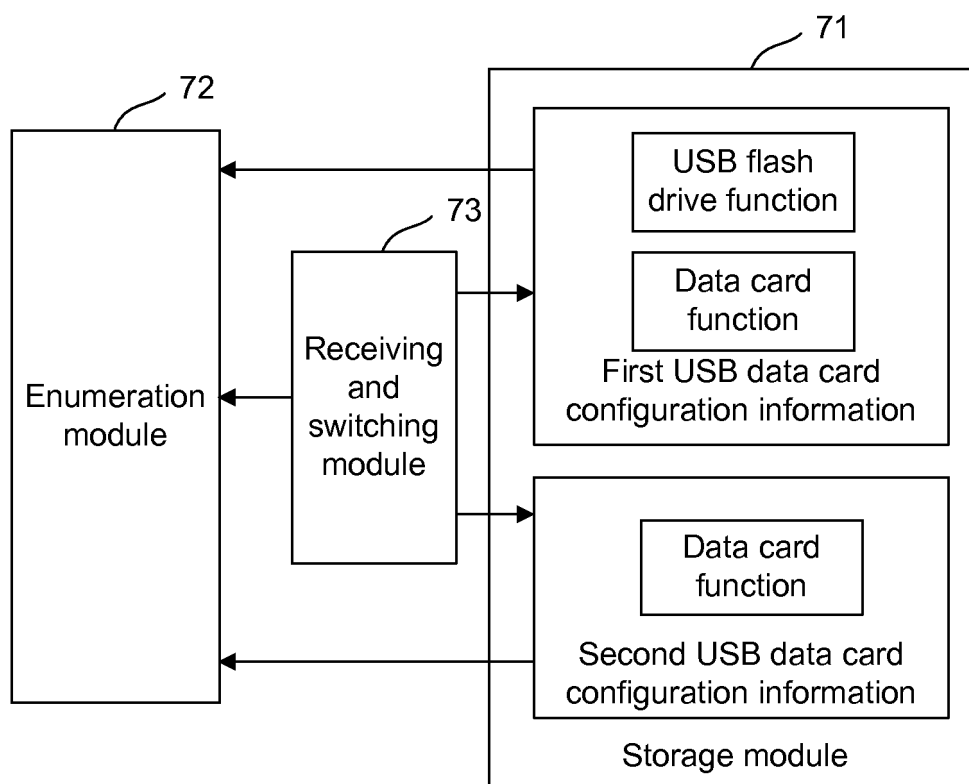 71
72
USB flash
drive function
73
Data card
function
Receiving
and
switching
module
First USB data card
configuration information
Enumeration
module
Data card
function
Second USB data card
configuration information
Storage module